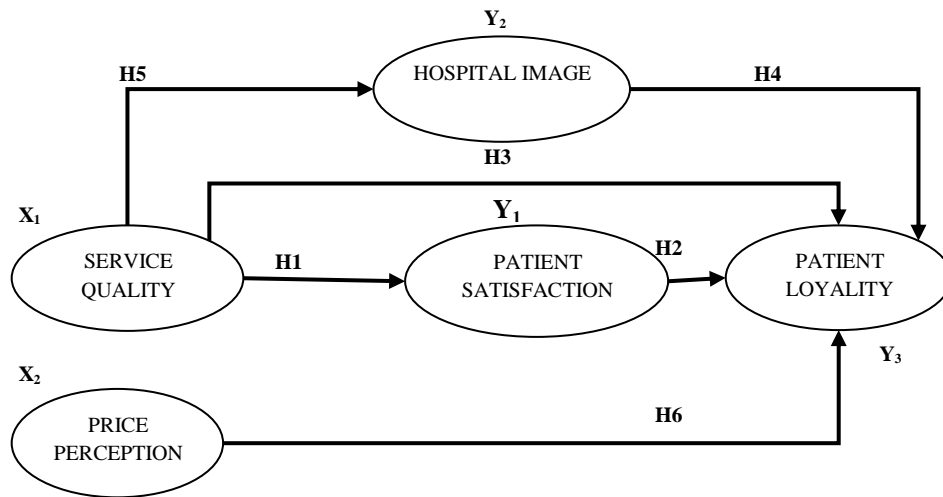 Y₂
HOSPITAL IMAGE
H5
H4
H3
X₁
Y₁
SERVICE
QUALITY
H1
PATIENT
SATISFACTION
H2
PATIENT
LOYALITY
Y₃
X₂
PRICE
PERCEPTION
H6